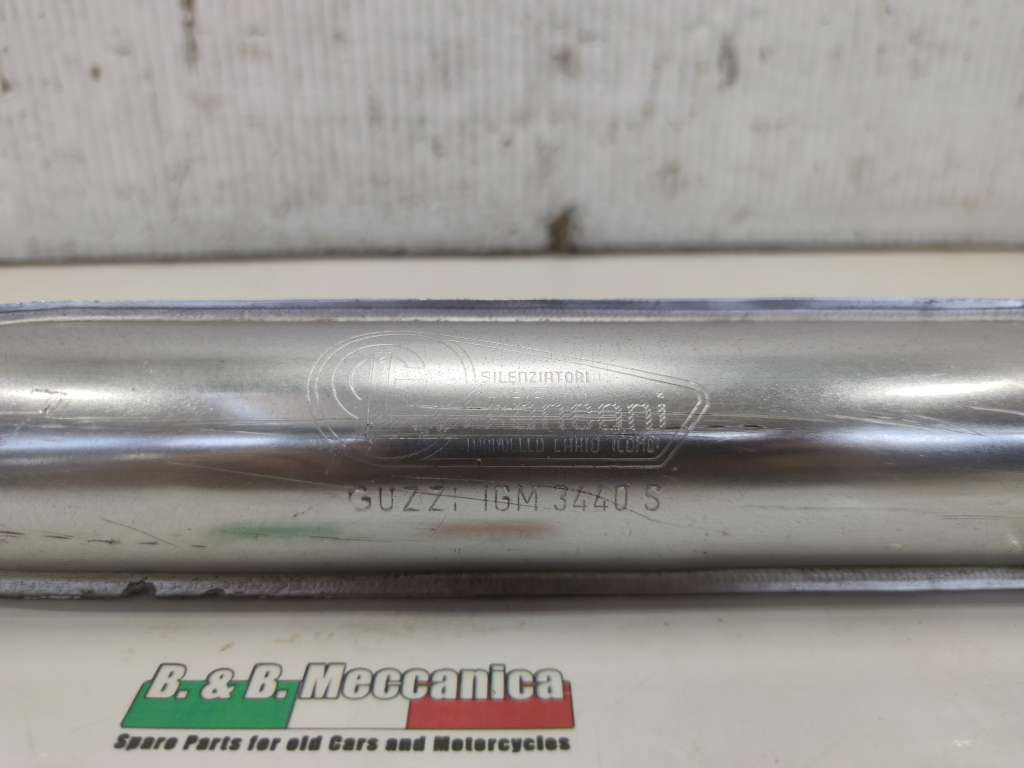 SILENZIATORI
GUZZI IGM 3440 S
B. & B. Meccanica
Spare Parts for old Cars and Motorcycles